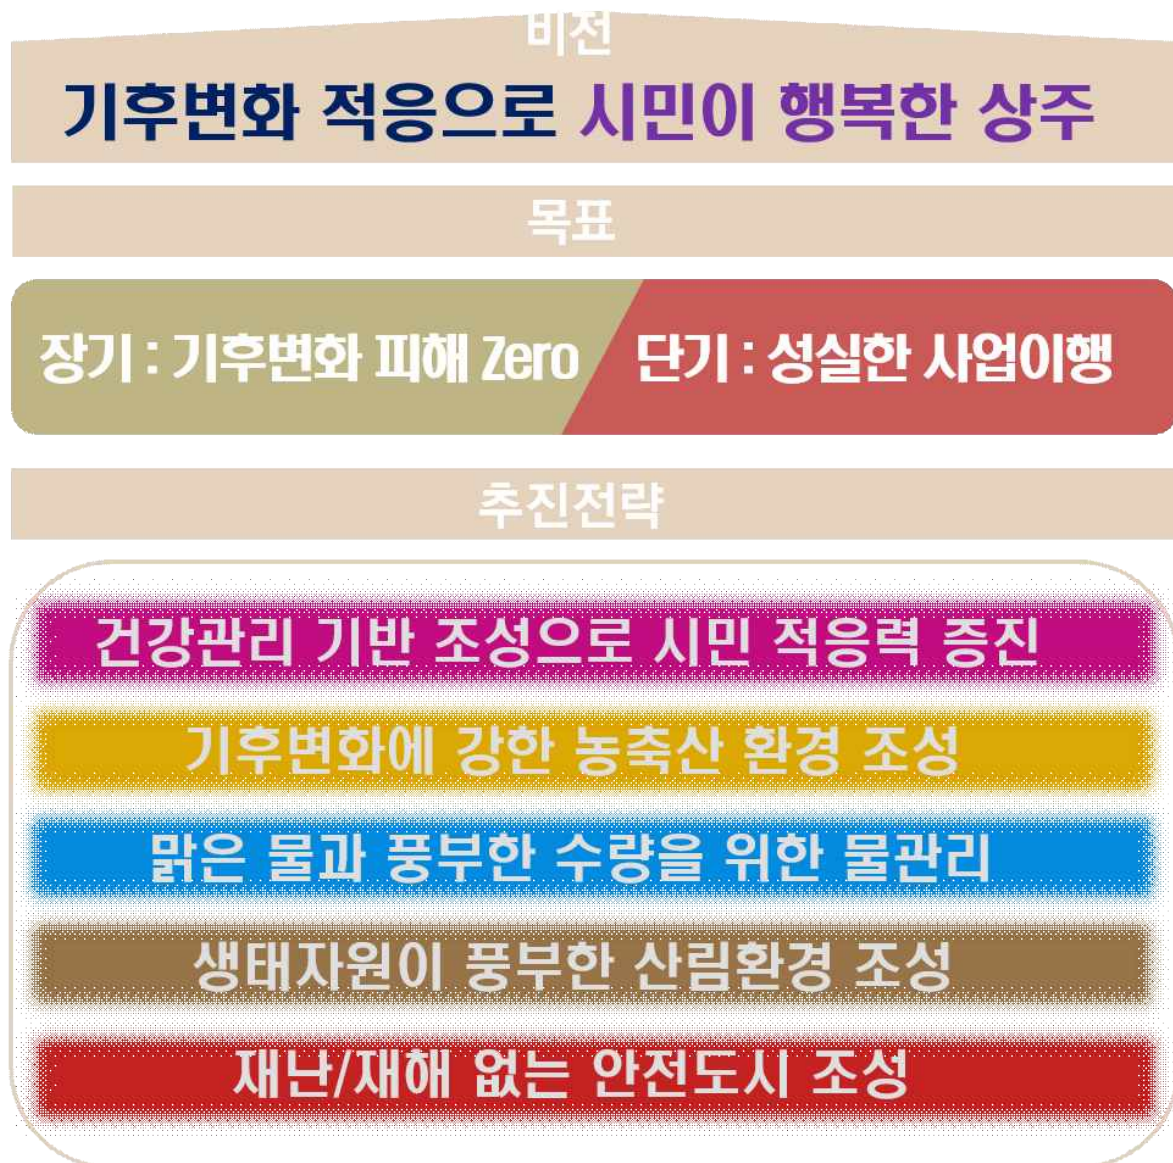 비전
기후변화 적응으로 시민이 행복한 상주
목표
장기 : 기후변화 피해 Zero 단기 : 성실한 사업이행
추진전략
건강관리 기반 조성으로 시민 적응력 증진
기후변화에 강한 농축산 환경 조성
맑은 물과 풍부한 수량을 위한 물관리
생태자원이 풍부한 산림환경 조성
재난/재해 없는 안전도시 조성